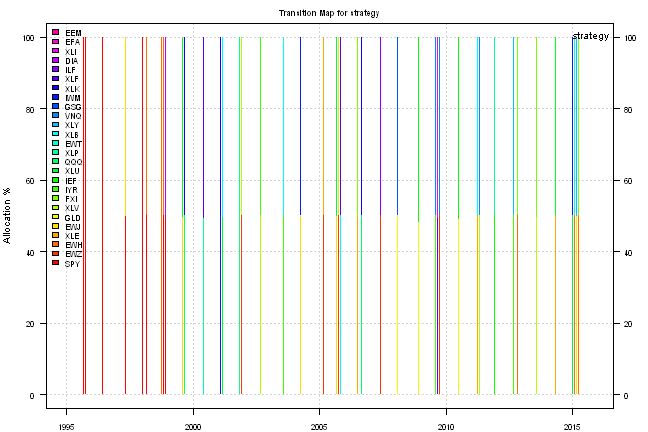 Transition Map for strategy
strategy
Allocation %
100
80
60
40
20
0
100
80
60
40
20
0
EEM
EFA
XLI
DIA
ILF
XLF
XLK
IWM
GSG
VNQ
XLY
XLB
EWT
XLP
QQQ
XLU
IEF
IYR
FXI
XLV
GLD
EWJ
XLE
EWH
EWZ
SPY
1995
2000
2005
2010
2015